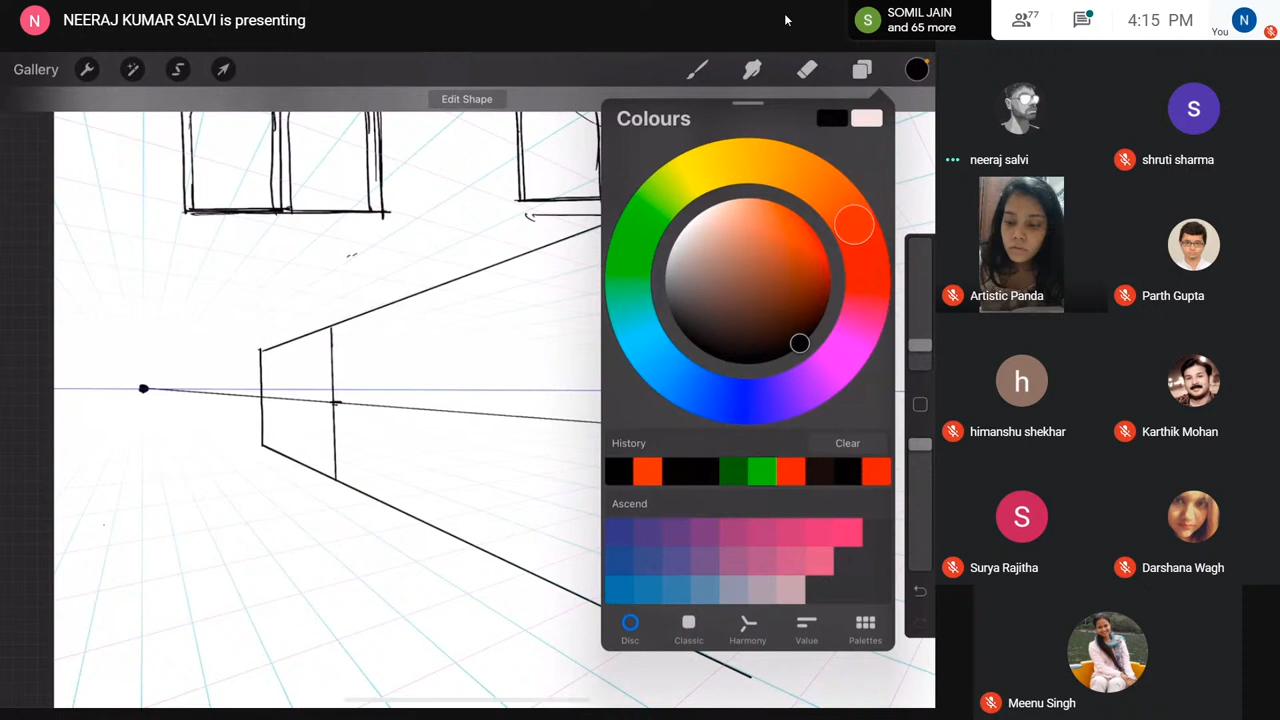 N
NEERAJ KUMAR SALVI is presenting
S
SOMIL JAIN
and 65 more
77
4:15 PM
You
N
Gallery
Edit Shape
Colours
History
Clear
Ascend
Disc
Classic
Harmony
Value
Palettes
neeraj salvi
S
shruti sharma
Artistic Panda
Parth Gupta
h
himanshu shekhar
Karthik Mohan
S
Surya Rajitha
Darshana Wagh
Meenu Singh